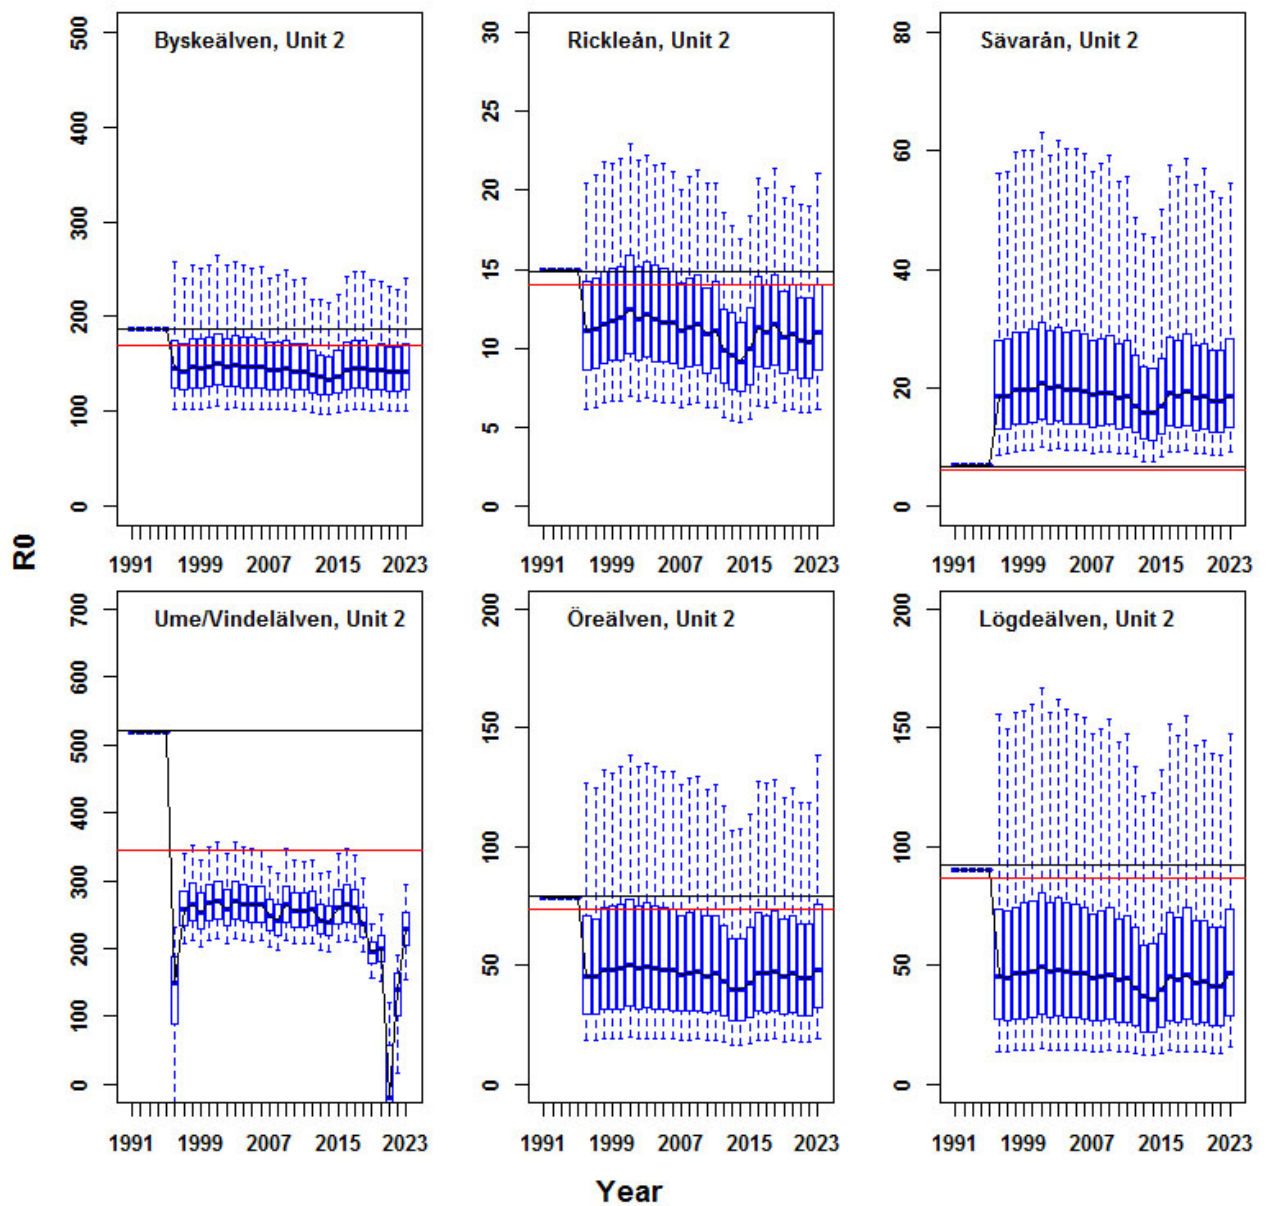 R0
Byskeälven, Unit 2
500
400
300
200
100
0
1991 1999 2007 2015 2023
Rickleån, Unit 2
30
25
20
15
10
5
0
1991 1999 2007 2015 2023
Sävarån, Unit 2
80
60
40
20
0
1991 1999 2007 2015 2023
Ume/Vindelälven, Unit 2
700
600
500
400
300
200
100
0
1991 1999 2007 2015 2023
Öreälven, Unit 2
200
150
100
50
0
1991 1999 2007 2015 2023
Lögdeälven, Unit 2
200
150
100
50
0
1991 1999 2007 2015 2023
Year